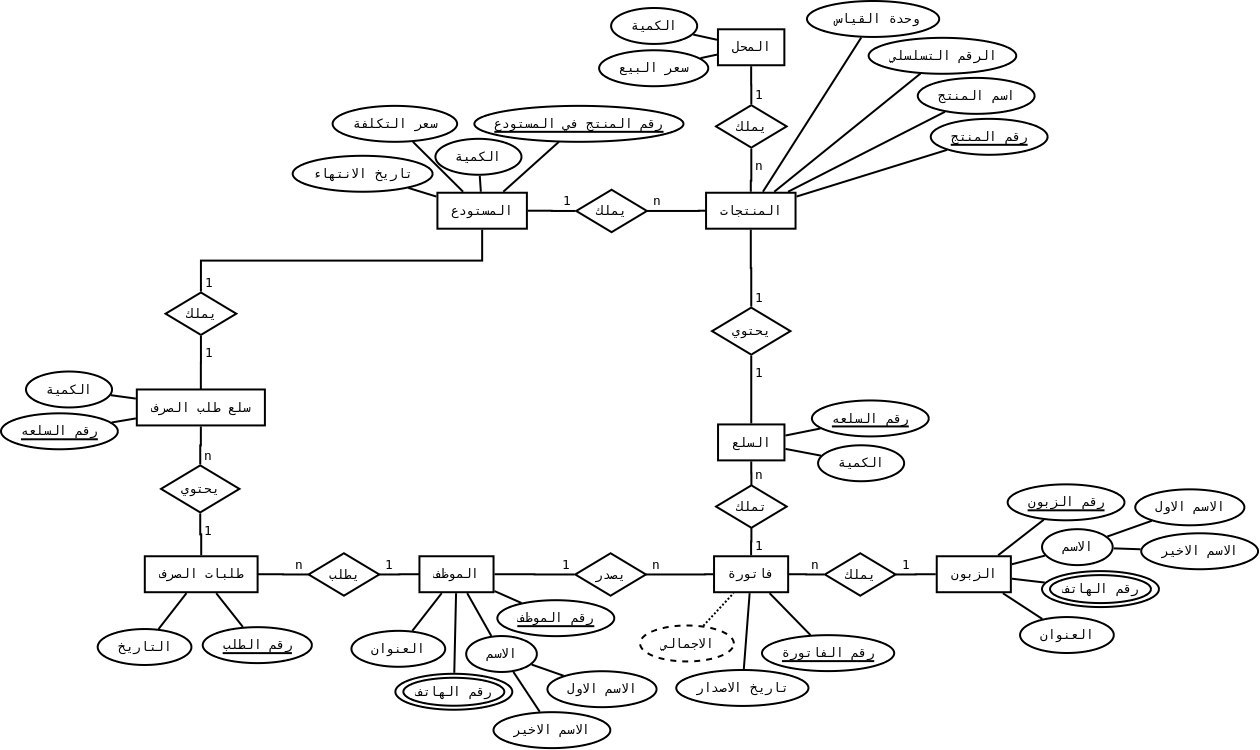 وحدة القياس
الكمية
المحل
الرقم التسلسلي
سعر البيع
1
اسم المنتج
يملك
سعر التكلفة
رقم المنتج في المستودع
رقم المنتج
الكمية
n
تاريخ الانتهاء
المستودع
1
يملك
n
المنتجات
1
يملك
1
1
يحتوي
1
الكمية
سلع طلب الصرف
رقم السلعه
رقم السلعه
السلع
الكمية
n
يحتوي
1
n
تملك
1
رقم الزبون
الاسم الاول
الاسم
الاسم الاخير
طلبات الصرف
n
يطلب
1
الموظف
1
يصدر
n
فاتورة
n
يملك
1
الزبون
رقم الهاتف
العنوان
التاريخ
رقم الطلب
رقم الموظف
العنوان
الاسم
الاجمالي
رقم الفاتورة
رقم الهاتف
الاسم الاول
تاريخ الاصدار
الاسم الاخير